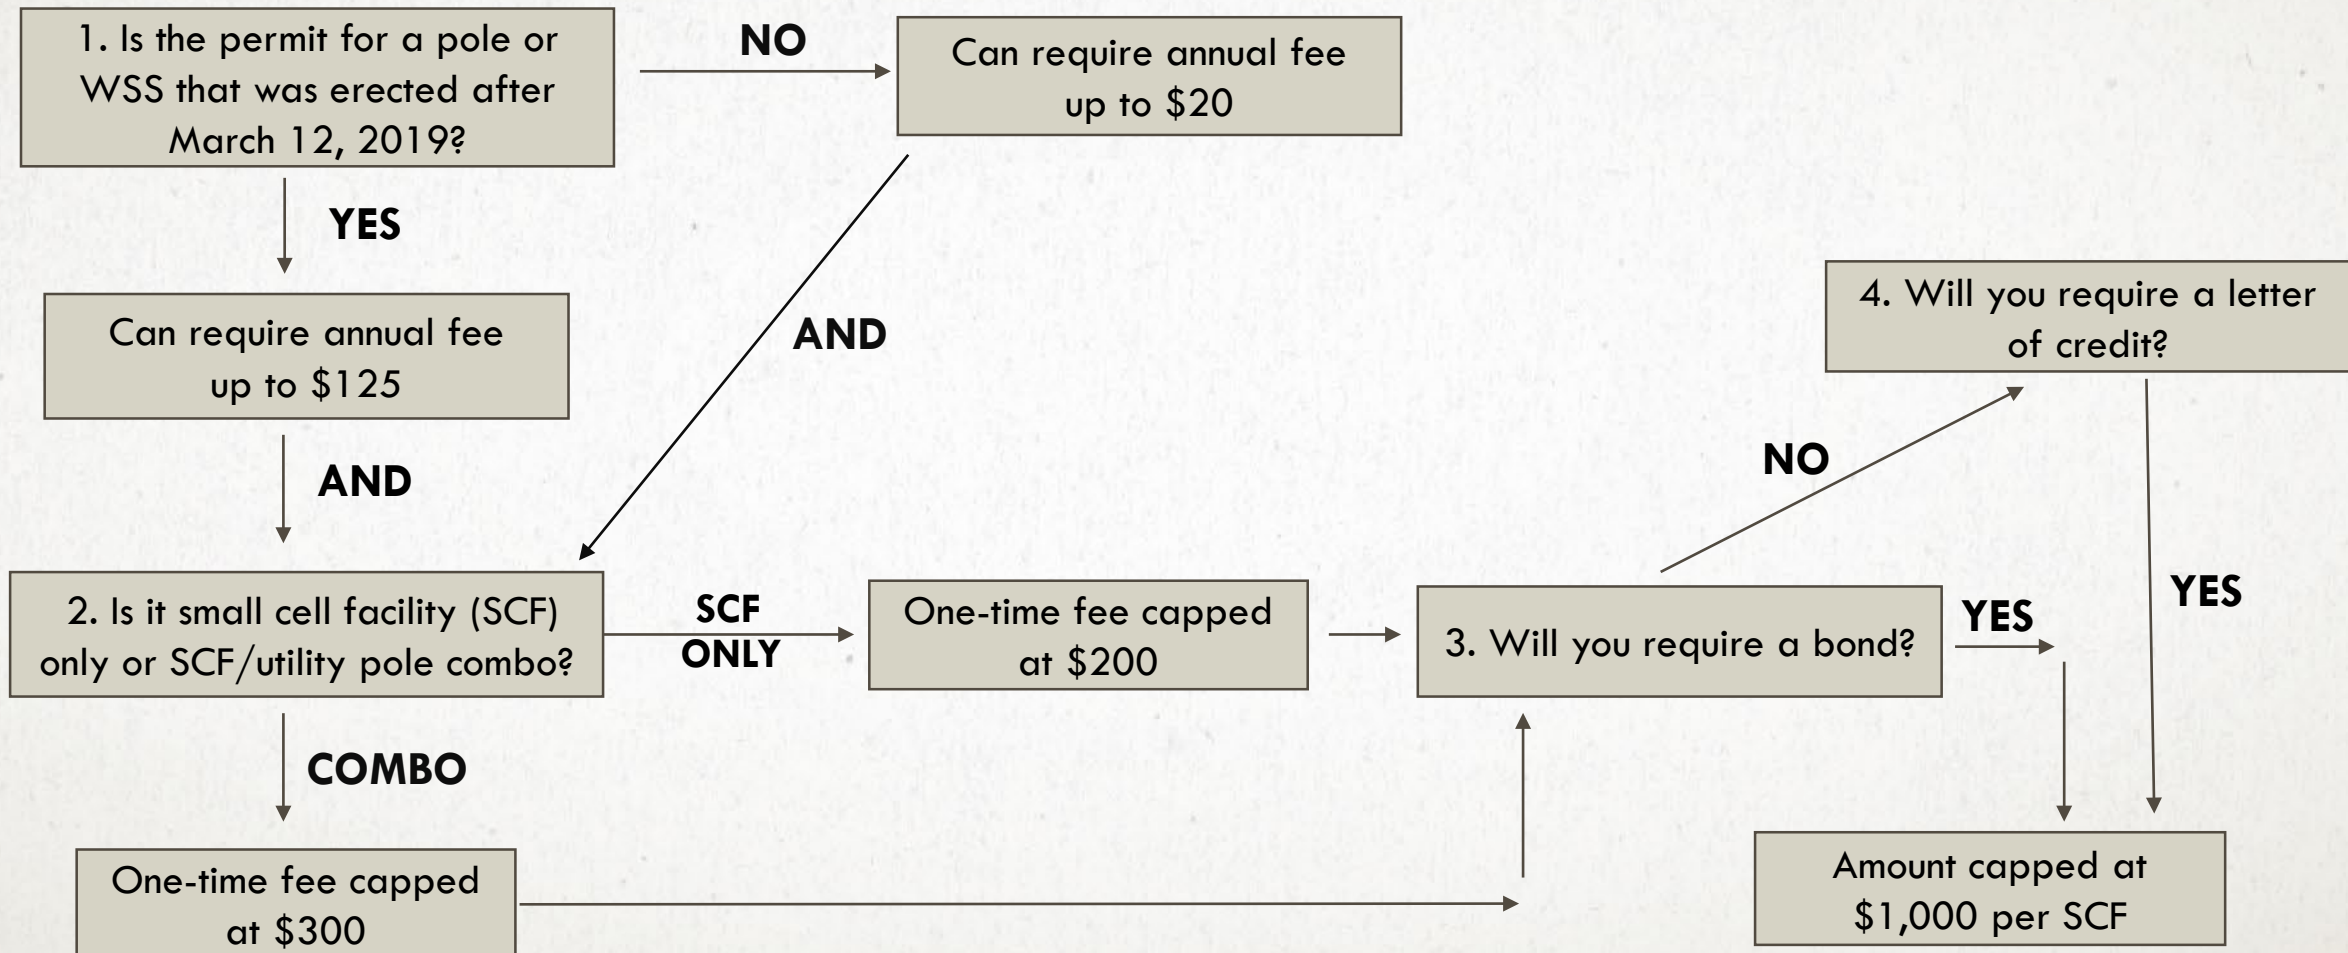 1. Is the permit for a pole or
WSS that was erected after
March 12, 2019?
NO
Can require annual fee
up to $20
YES
AND
Can require annual fee
up to $125
AND
4. Will you require a letter
of credit?
NO
YES
2. Is it small cell facility (SCF)
only or SCF/utility pole combo?
SCF
ONLY
One-time fee capped
at $200
3. Will you require a bond?
YES
COMBO
One-time fee capped
at $300
Amount capped at
$1,000 per SCF